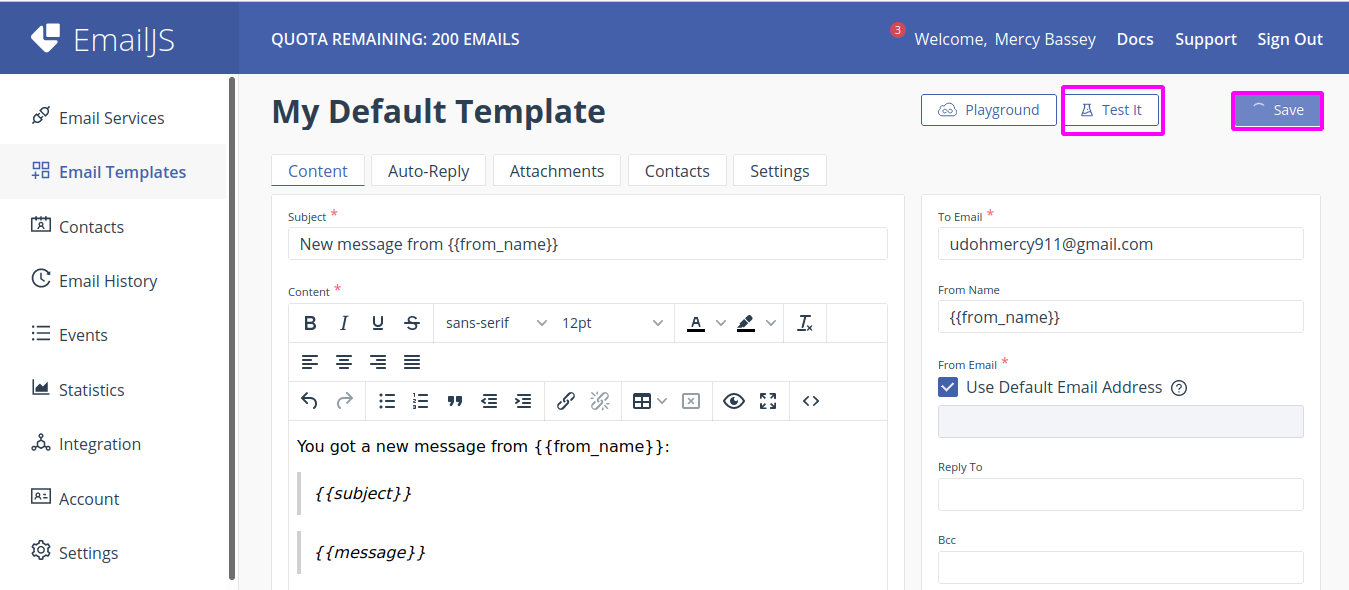 EmailJS
QUOTA REMAINING: 200 EMAILS
3
Welcome, Mercy Bassey
Docs
Support
Sign Out
Email Services
Email Templates
Contacts
Email History
Events
Statistics
Integration
Account
Settings
My Default Template
Playground
Test It
Save
Content
Auto-Reply
Attachments
Contacts
Settings
Subject *
New message from {{from_name}}
Content *
B I U S sans-serif 12pt A
You got a new message from {{from_name}}:
{{subject}}
{{message}}
To Email *
udohmercy911@gmail.com
From Name
{{from_name}}
From Email *
Use Default Email Address ?
Reply To
Bcc